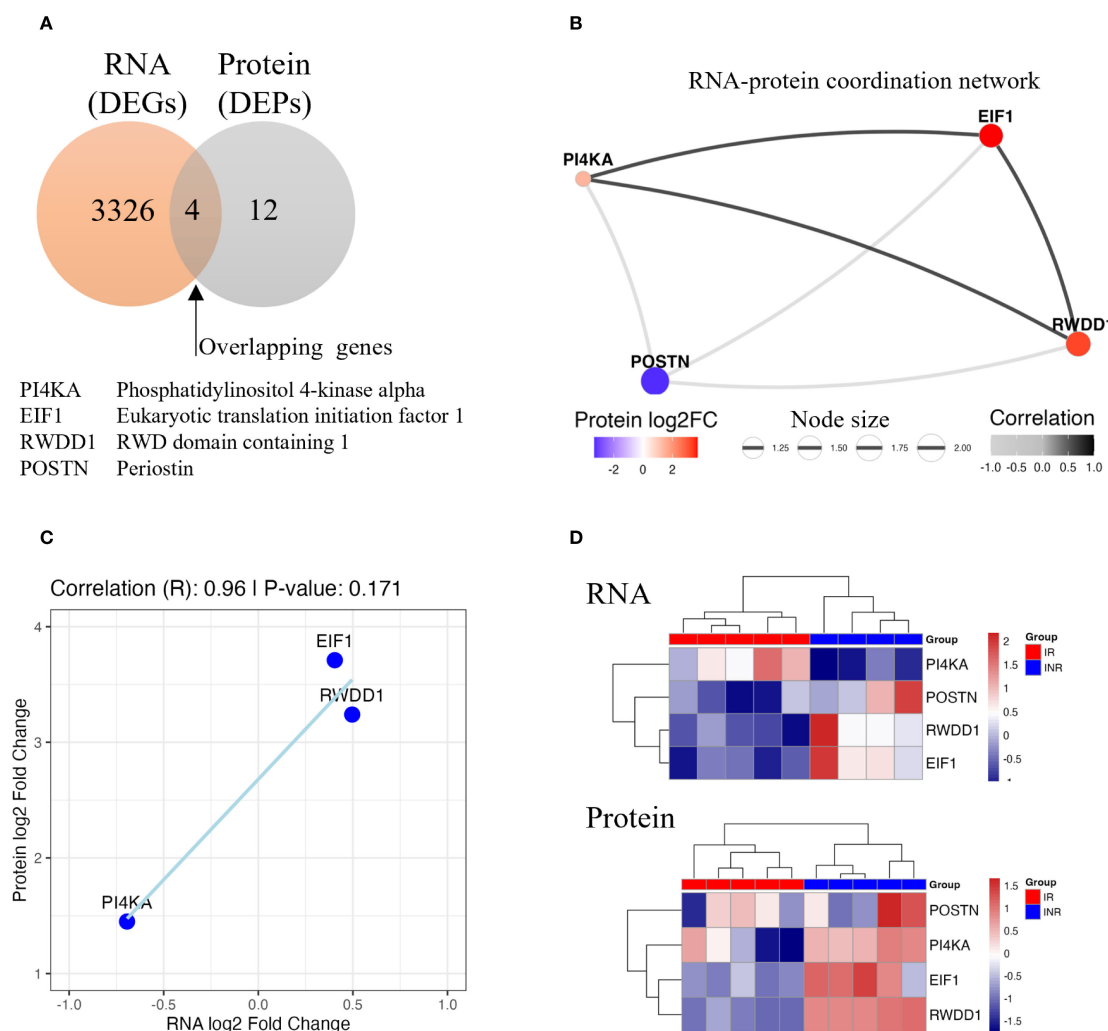 A
RNA
(DEGs)
Protein
(DEPs)
3326
4
12
Overlapping genes
PI4KA Phosphatidylinositol 4-kinase alpha
EIF1 Eukaryotic translation initiation factor 1
RWDD1 RWD domain containing 1
POSTN Periostin
B
RNA-protein coordination network
EIF1
PI4KA
RWDD1
POSTN
Protein log2FC
-2 0 2
Node size
1.25 1.50 1.75 2.00
Correlation
-1.0 -0.5 0.0 0.5 1.0
C
Correlation (R): 0.96 | P-value: 0.171
Protein log2 Fold Change
4
3
2
1
EIF1
RWDD1
PI4KA
-1.0 -0.5 0.0 0.5 1.0
RNA log2 Fold Change
D
RNA
Group
PI4KA
POSTN
RWDD1
EIF1
2
1.5
1
0.5
0
-0.5
-1
Group
IR
INR
Protein
Group
POSTN
PI4KA
EIF1
RWDD1
1.5
1
0.5
0
-0.5
-1
-1.5
Group
IR
INR